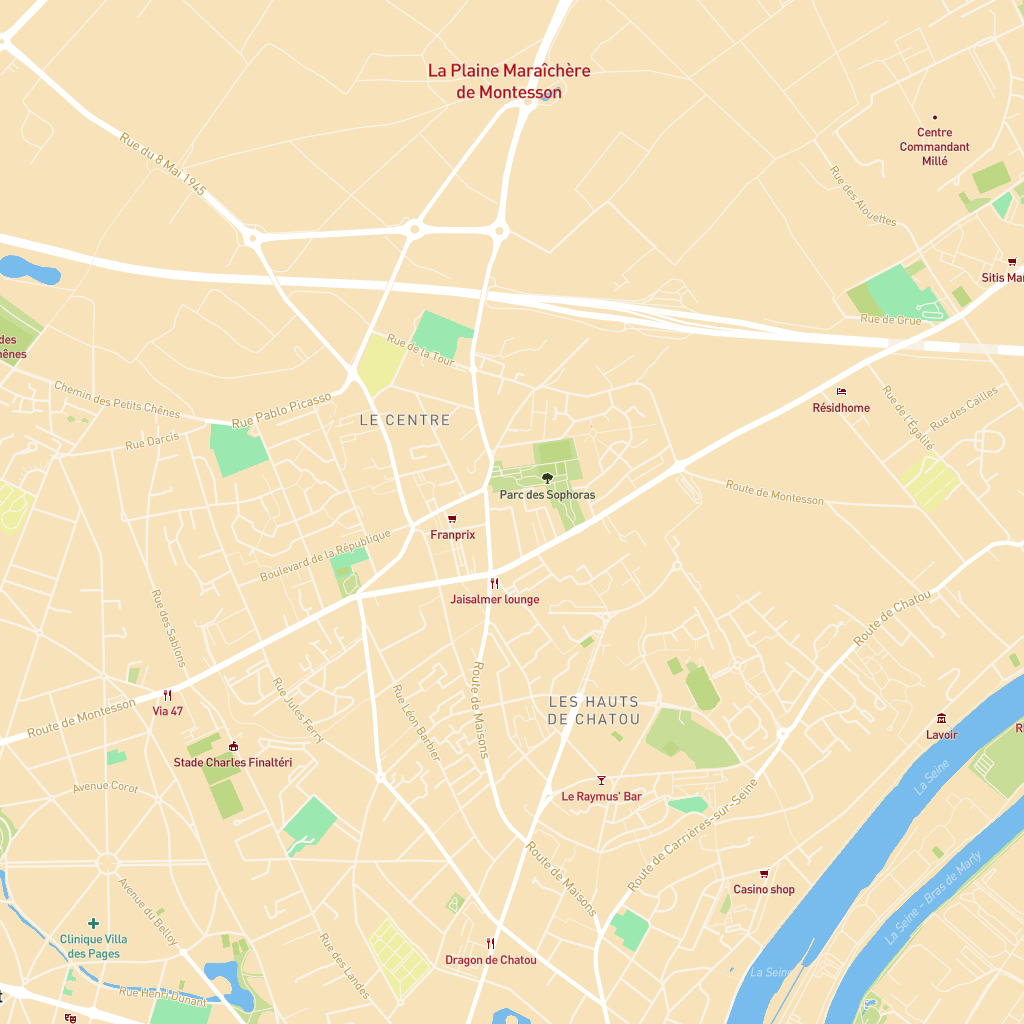 La Plaine Maraîchère
de Montesson
Centre
Commandant
Millé
Rue du 8 Mai 1945
Rue des Alouettes
Sitis Mar
Rue de Grue
des
hênes
Rue de la Tour
Chemin des Petits Chênes
Rue Pablo Picasso
Résidhome
Rue de l'Égalité
Rue des Cailles
LE CENTRE
Rue Darcis
Parc des Sophoras
Route de Montesson
Franprix
Boulevard de la République
Jaisalmer lounge
Rue des Sablons
Route de Chatou
Route de Maisons
Rue Jules Ferry
Rue Léon Barbier
LES HAUTS
DE CHATOU
Via 47
Route de Montesson
Lavoir
Stade Charles Finaltéri
Le Raymus' Bar
La Seine
Avenue Corot
Route de Carrières-sur-Seine
Route de Maisons
Casino shop
La Seine - Bras de Marly
Avenue du Belloy
Clinique Villa
des Pages
Rue des Landes
Dragon de Chatou
La Seine
Rue Henri Dunant